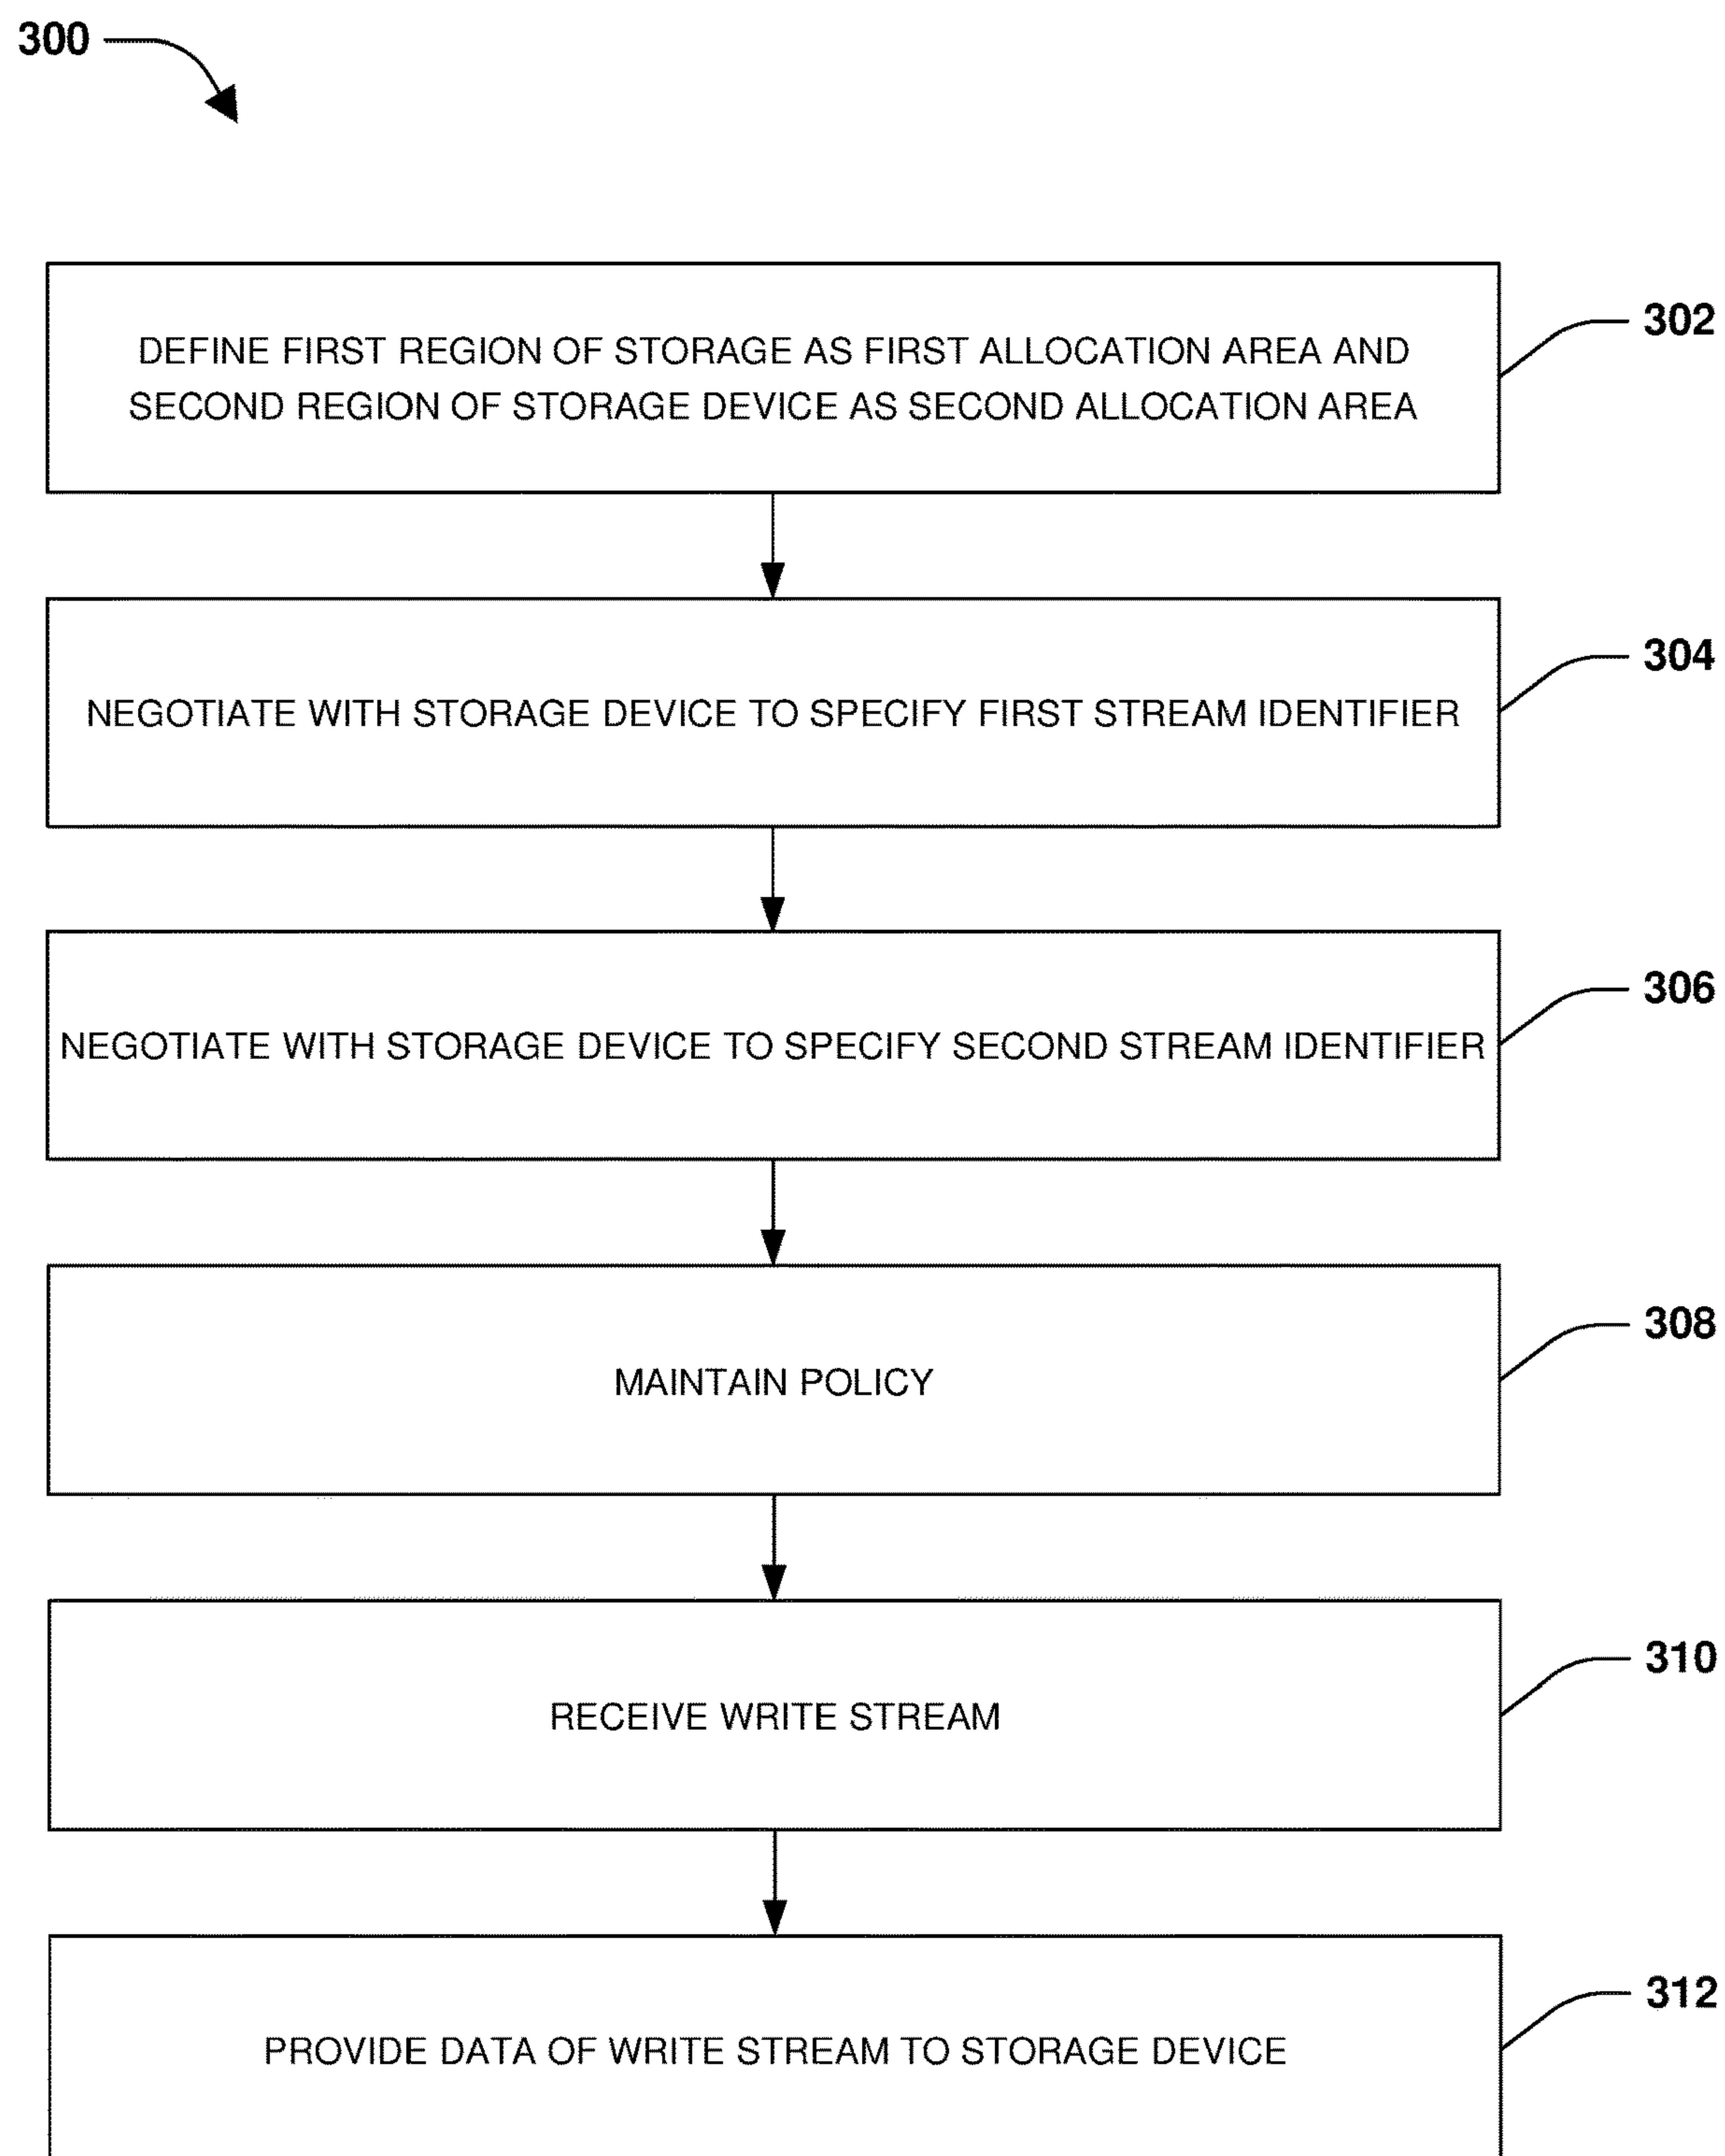 300
DEFINE FIRST REGION OF STORAGE AS FIRST ALLOCATION AREA AND
SECOND REGION OF STORAGE DEVICE AS SECOND ALLOCATION AREA
302
NEGOTIATE WITH STORAGE DEVICE TO SPECIFY FIRST STREAM IDENTIFIER
304
NEGOTIATE WITH STORAGE DEVICE TO SPECIFY SECOND STREAM IDENTIFIER
306
MAINTAIN POLICY
308
RECEIVE WRITE STREAM
310
PROVIDE DATA OF WRITE STREAM TO STORAGE DEVICE
312